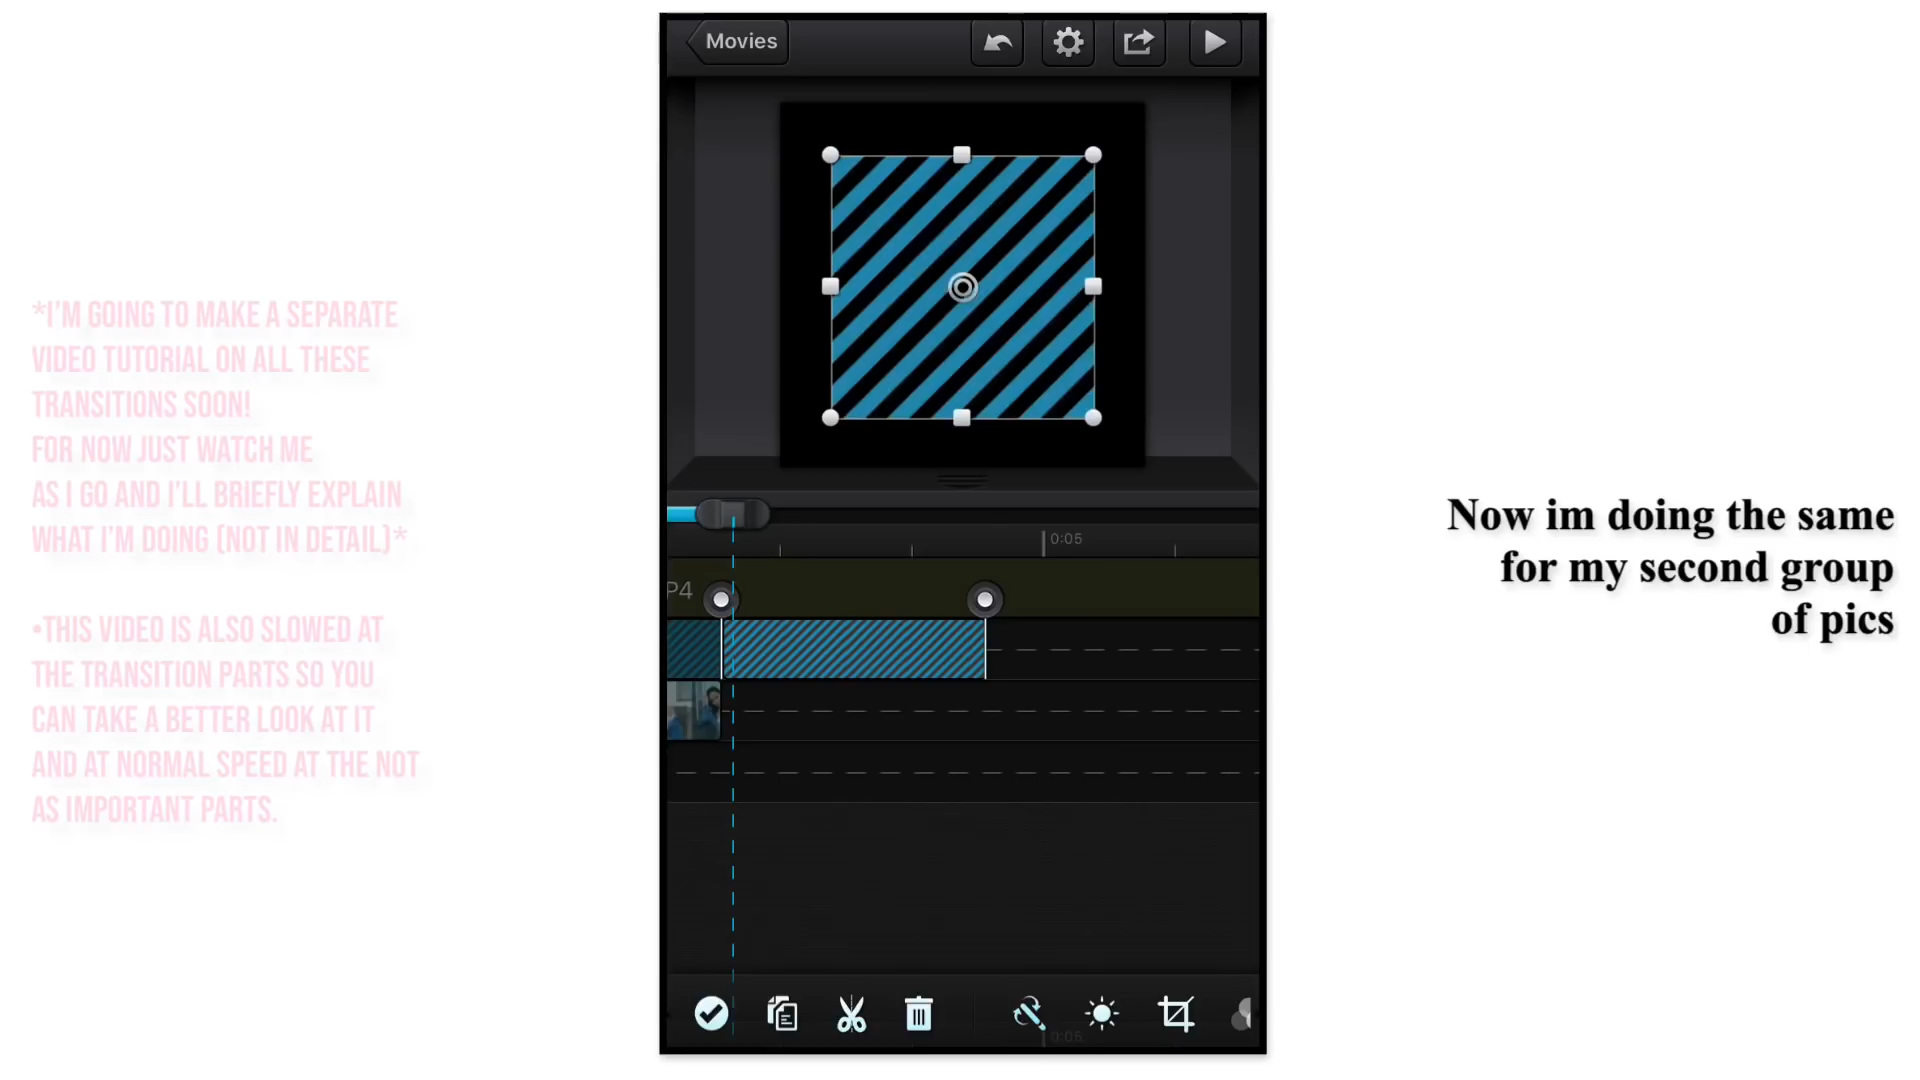 Movies
*I'M GOING TO MAKE A SEPARATE
VIDEO TUTORIAL ON ALL THESE
TRANSITIONS SOON!
FOR NOW JUST WATCH ME
AS I GO AND I'LL BRIEFLY EXPLAIN
WHAT I'M DOING (NOT IN DETAIL)*
•THIS VIDEO IS ALSO SLOWED AT
THE TRANSITION PARTS SO YOU
CAN TAKE A BETTER LOOK AT IT
AND AT NORMAL SPEED AT THE NOT
AS IMPORTANT PARTS.
0:05
P4
0:05
Now im doing the same
for my second group
of pics